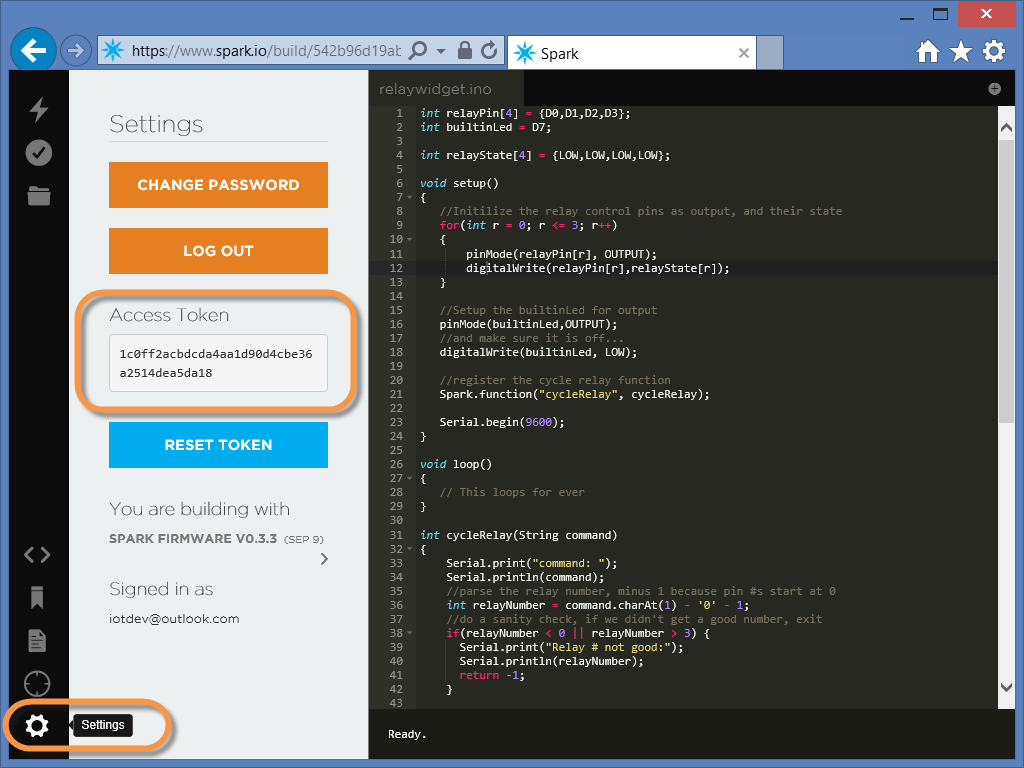 https://www.spark.io/build/542b96d19ab
Spark
relaywidget.ino
Settings
CHANGE PASSWORD
LOG OUT
Access Token
1c0ff2acbdcda4aa1d90d4cbe36
a2514dea5da18
RESET TOKEN
You are building with
SPARK FIRMWARE V0.3.3 (SEP 9)
Signed in as
iotdev@outlook.com
Settings
1 int relayPin[4] = {D0,D1,D2,D3};
2 int builtinLed = D7;
3
4 int relayState[4] = {LOW,LOW,LOW,LOW};
5
6 void setup()
7 {
8 //Initilize the relay control pins as output, and their state
9 for(int r = 0; r <= 3; r++)
10 {
11 pinMode(relayPin[r], OUTPUT);
12 digitalWrite(relayPin[r],relayState[r]);
13 }
14
15 //Setup the builtinLed for output
16 pinMode(builtinLed,OUTPUT);
17 //and make sure it is off...
18 digitalWrite(builtinLed, LOW);
19
20 //register the cycle relay function
21 Spark.function("cycleRelay", cycleRelay);
22
23 Serial.begin(9600);
24 }
25
26 void loop()
27 {
28 // This loops for ever
29 }
30
31 int cycleRelay(String command)
32 {
33 Serial.print("command: ");
34 Serial.println(command);
35 //parse the relay number, minus 1 because pin #s start at 0
36 int relayNumber = command.charAt(1) - '0' - 1;
37 //do a sanity check, if we didn't get a good number, exit
38 if(relayNumber < 0 || relayNumber > 3) {
39 Serial.print("Relay # not good:");
40 Serial.println(relayNumber);
41 return -1;
42 }
43
Ready.